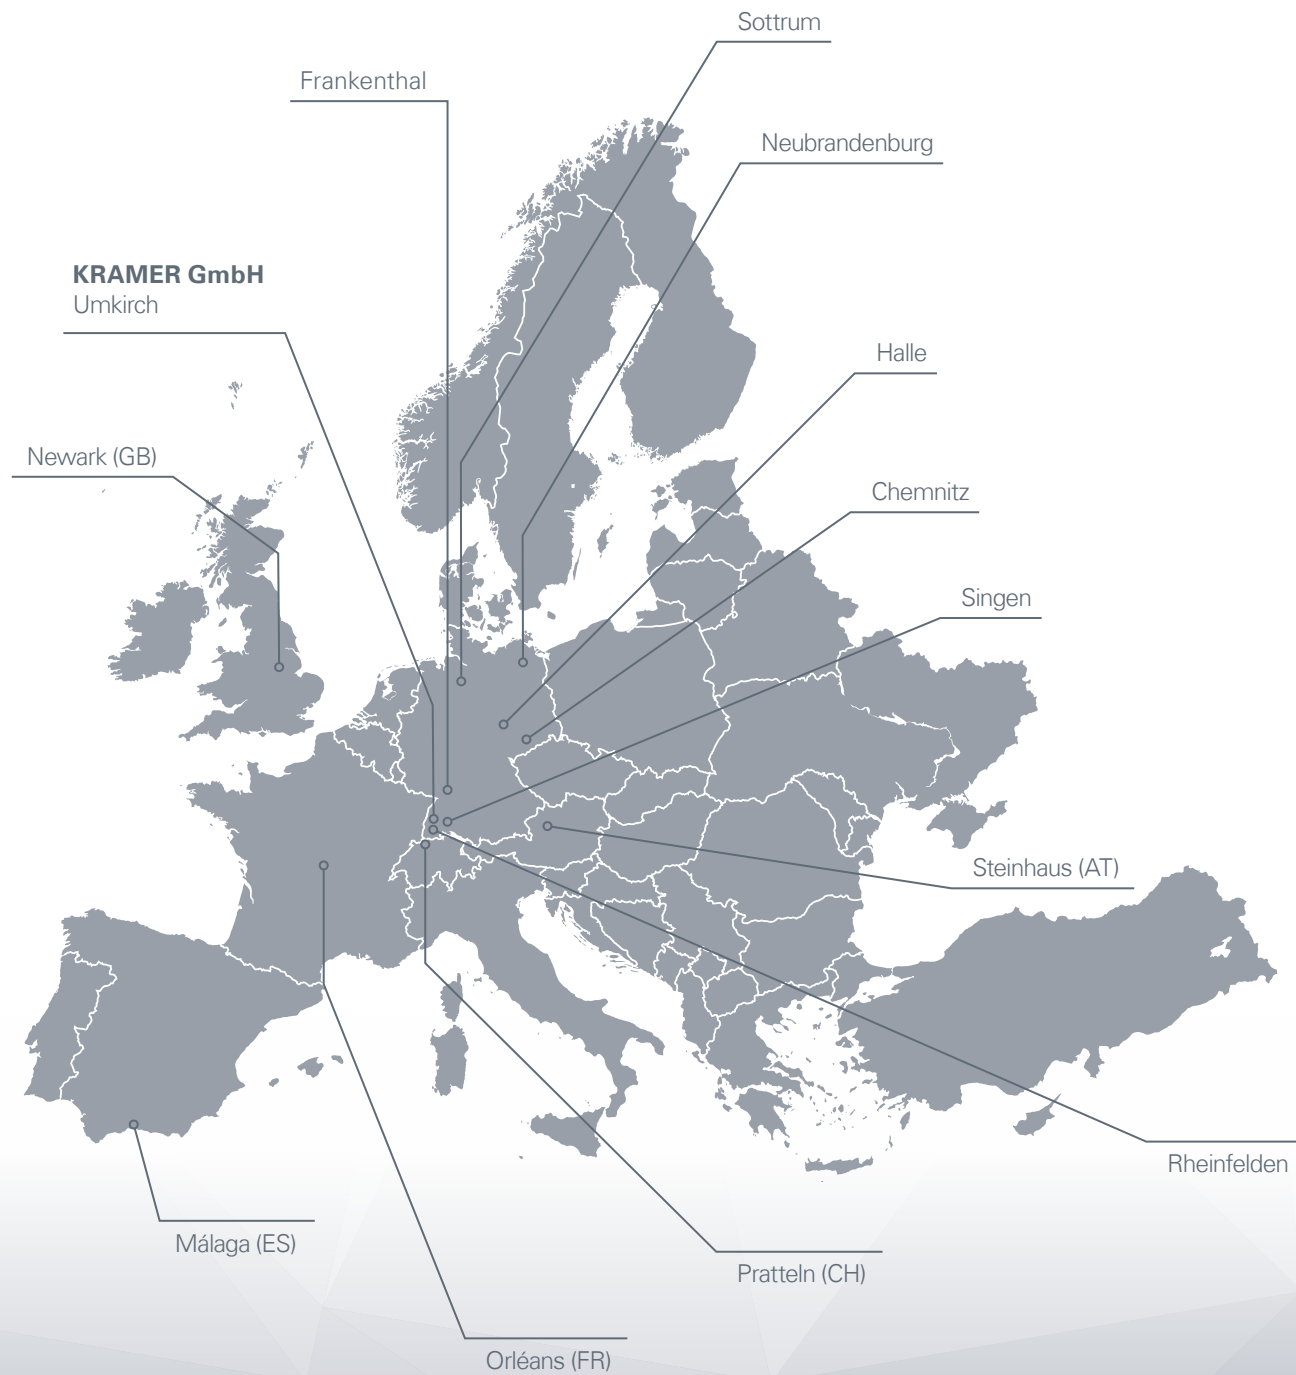 Sottrum
Frankenthal
Neubrandenburg
KRAMER GmbH
Umkirch
Halle
Newark (GB)
Chemnitz
Singen
Steinhaus (AT)
Rheinfelden
Málaga (ES)
Pratteln (CH)
Orléans (FR)